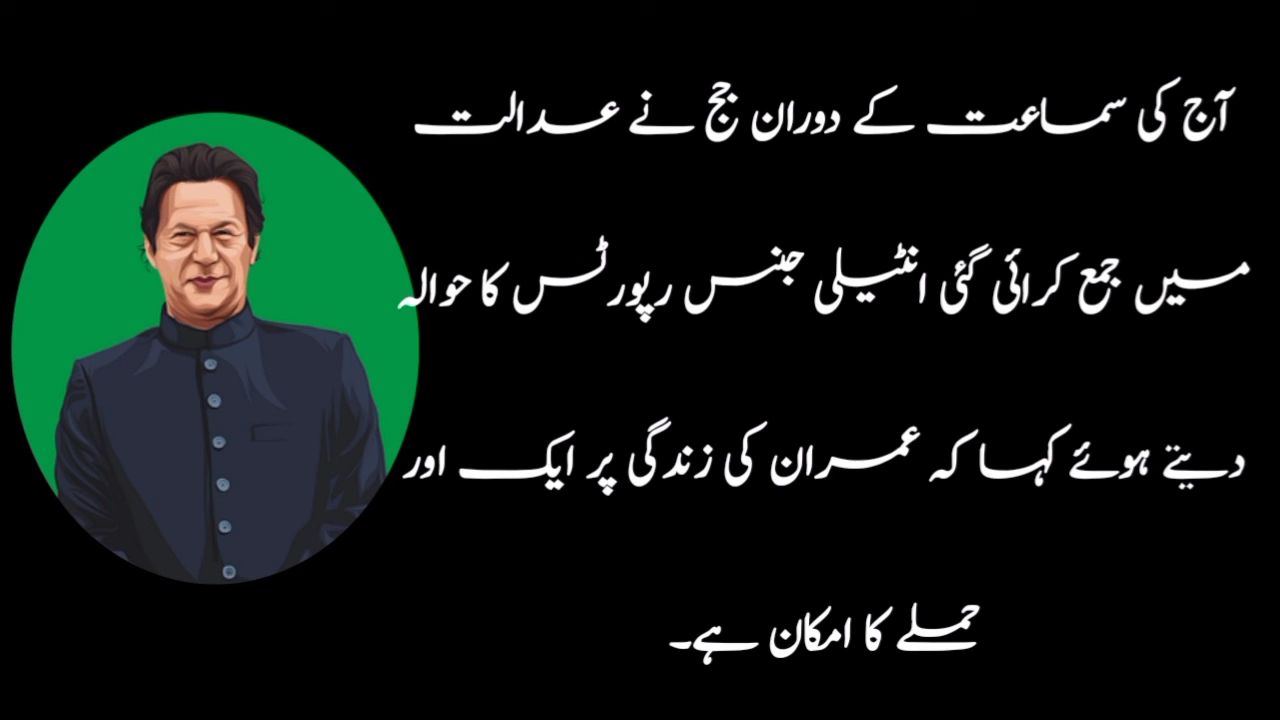 آج کی سماعت کے دوران جج نے عدالت
میں جمع کرائی گئی انٹیلی جنس رپورٹس کا حوالہ
دیتے ہوئے کہا کہ عمران کی زندگی پر ایک اور
حملے کا امکان ہے۔